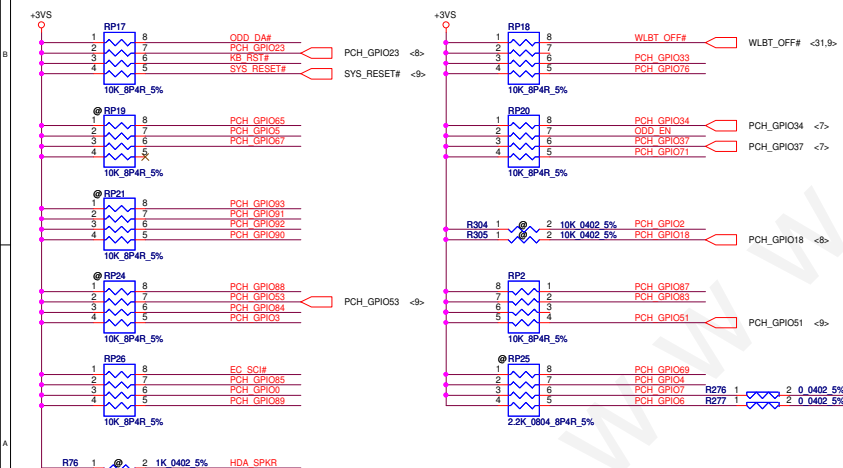 +3VS
RP17
1 8 ODD_DA#
2 7 PCH_GPIO23 PCH_GPIO23 <8>
3 6 KB_RST#
4 5 SYS_RESET# SYS_RESET# <9>
10K_8P4R_5%
@ RP19
1 8 PCH_GPIO65
2 7 PCH_GPIO5
3 6 PCH_GPIO67
4 5
10K_8P4R_5%
@ RP21
1 8 PCH_GPIO93
2 7 PCH_GPIO91
3 6 PCH_GPIO92
4 5 PCH_GPIO90
10K_8P4R_5%
@ RP24
1 8 PCH_GPIO88
2 7 PCH_GPIO53 PCH_GPIO53 <9>
3 6 PCH_GPIO84
4 5 PCH_GPIO3
10K_8P4R_5%
RP26
1 8 EC_SCI#
2 7 PCH_GPIO85
3 6 PCH_GPIO0
4 5 PCH_GPIO89
10K_8P4R_5%
R76 1 @ 2 1K_0402_5% HDA_SPKR
+3VS
RP18
1 8 WLBT_OFF# WLBT_OFF# <31,9>
2 7
3 6 PCH_GPIO33
4 5 PCH_GPIO76
10K_8P4R_5%
RP20
1 8 PCH_GPIO34 PCH_GPIO34 <7>
2 7 ODD_EN
3 6 PCH_GPIO37 PCH_GPIO37 <7>
4 5 PCH_GPIO71
10K_8P4R_5%
R304 1 @ 2 10K_0402_5% PCH_GPIO2
R305 1 @ 2 10K_0402_5% PCH_GPIO18 PCH_GPIO18 <8>
RP2
8 1 PCH_GPIO87
7 2 PCH_GPIO83
6 3
5 4 PCH_GPIO51 PCH_GPIO51 <9>
10K_8P4R_5%
@ RP25
1 8 PCH_GPIO69
2 7 PCH_GPIO4
3 6 PCH_GPIO7 R276 1 2 0_0402_5%
4 5 PCH_GPIO6 R277 1 2 0_0402_5%
2.2K_0804_8P4R_5%
B
A
w w w